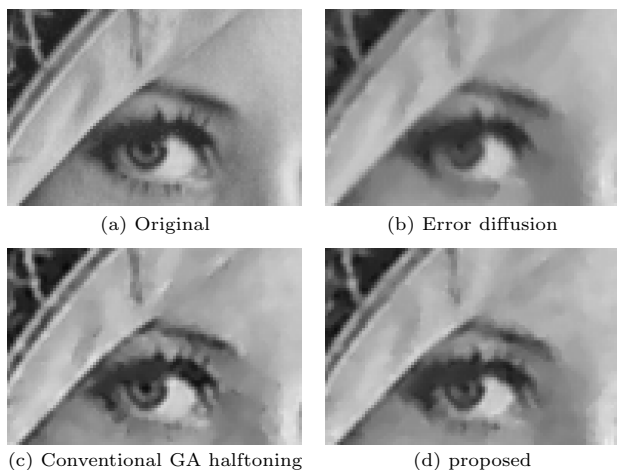 (a) Original
(b) Error diffusion
(c) Conventional GA halftoning
(d) proposed